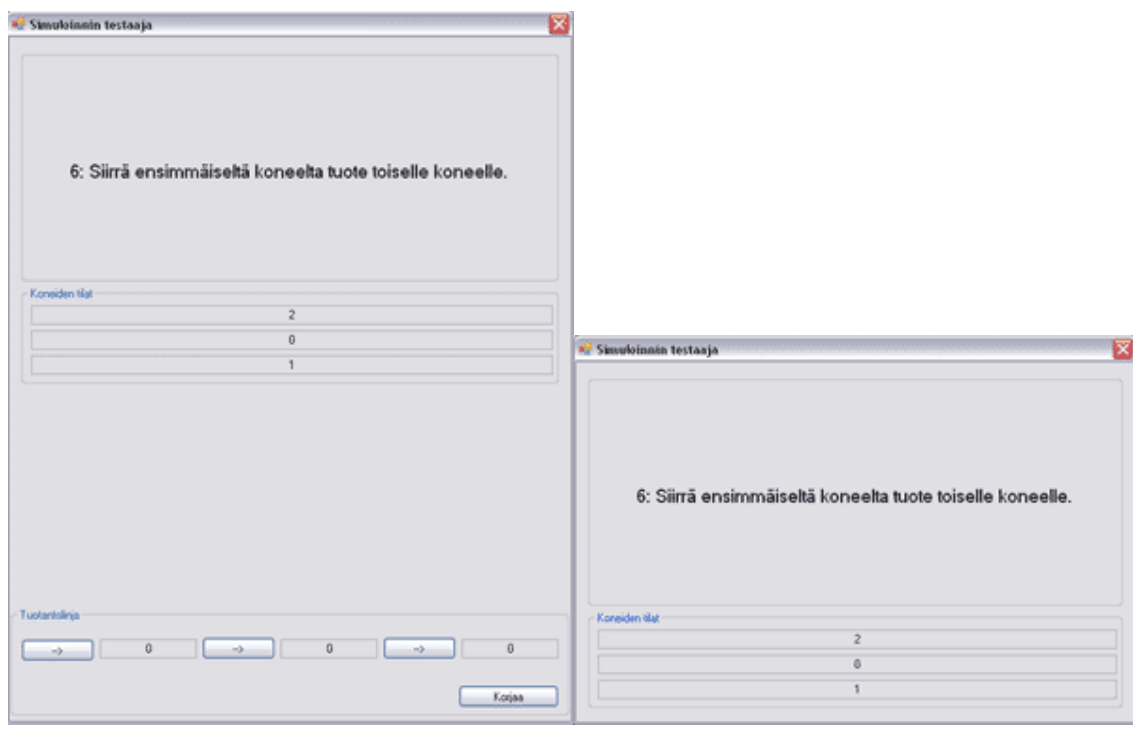 Simuloinnin testaaja
6: Siirrä ensimmäiseltä koneelta tuote toiselle koneelle.
Koneiden tilat
2
0
1
Tuotantolinja
-> 0 -> 0 -> 0
Korjaa
Simuloinnin testaaja
6: Siirrä ensimmäiseltä koneelta tuote toiselle koneelle.
Koneiden tilat
2
0
1